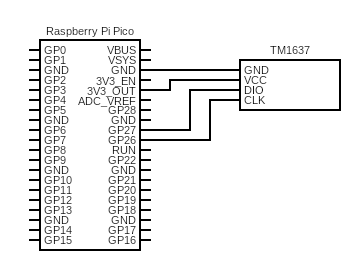 Raspberry Pi Pico
GP0 VBUS
GP1 VSYS
GND GND
GP2 3V3_EN
GP3 3V3_OUT
GP4 ADC_VREF
GP5 GP28
GND GND
GP6 GP27
GP7 GP26
GP8 RUN
GP9 GP22
GND GND
GP10 GP21
GP11 GP20
GP12 GP19
GP13 GP18
GND GND
GP14 GP17
GP15 GP16
TM1637
GND
VCC
DIO
CLK